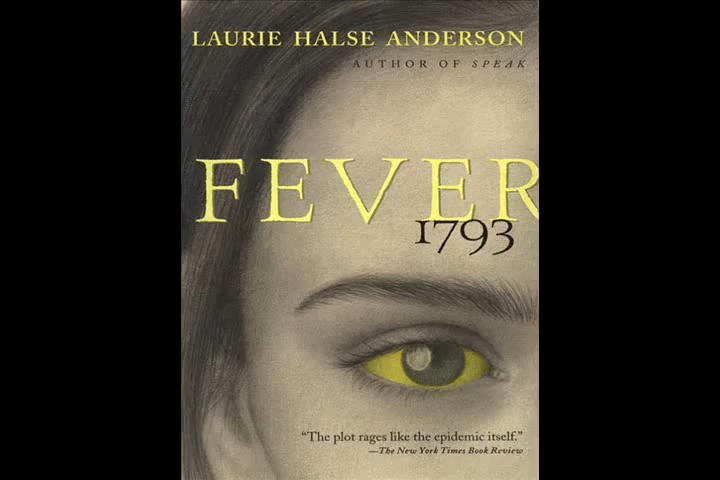 LAURIE HALSE ANDERSON
AUTHOR OF SPEAK
FEVER
1793
“The plot rages like the epidemic itself.”
—The New York Times Book Review